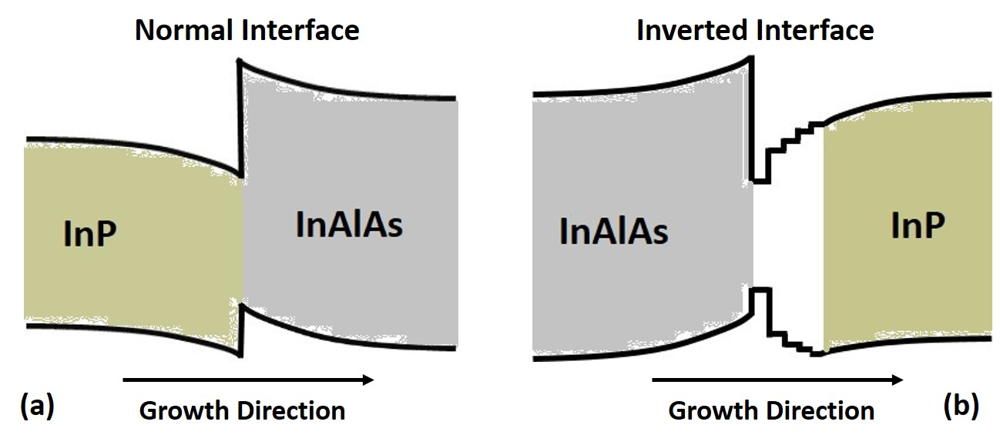 Normal Interface
InP
InAlAs
Growth Direction
(a)
Inverted Interface
InAlAs
InP
Growth Direction
(b)